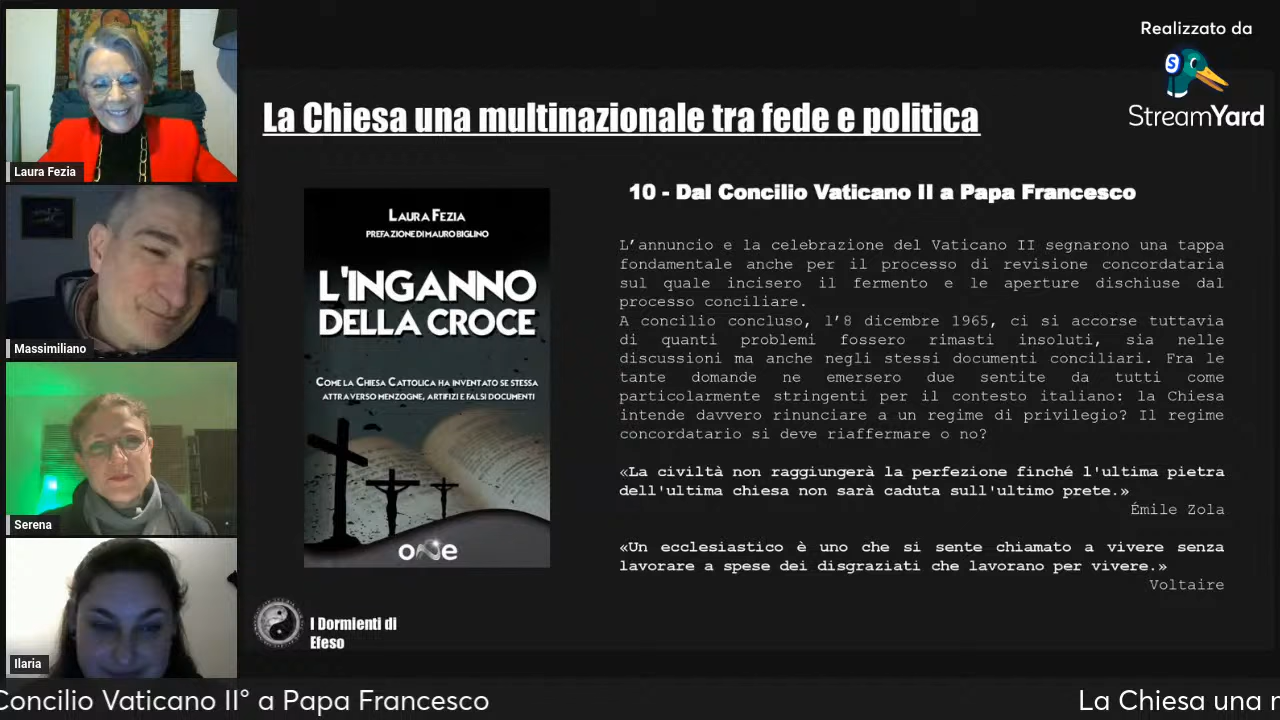 Realizzato da
StreamYard
La Chiesa una multinazionale tra fede e politica
Laura Fezia
Massimiliano
Serena
Ilaria
LAURA FEZIA
PREFAZIONE DI MAURO BIGLINO
L'INGANNO
DELLA CROCE
COME LA CHIESA CATTOLICA HA INVENTATO SE STESSA
ATTRAVERSO MENZOGNE, ARTIFIZI E FALSI DOCUMENTI
one
10 - Dal Concilio Vaticano II a Papa Francesco
L’annuncio e la celebrazione del Vaticano II segnarono una tappa
fondamentale anche per il processo di revisione concordataria
sul quale incisero il fermento e le aperture dischiuse dal
processo conciliare.
A concilio concluso, l’8 dicembre 1965, ci si accorse tuttavia
di quanti problemi fossero rimasti insoluti, sia nelle
discussioni ma anche negli stessi documenti conciliari. Fra le
tante domande ne emersero due sentite da tutti come
particolarmente stringenti per il contesto italiano: la Chiesa
intende davvero rinunciare a un regime di privilegio? Il regime
concordatario si deve riaffermare o no?
«La civiltà non raggiungerà la perfezione finché l'ultima pietra
dell'ultima chiesa non sarà caduta sull'ultimo prete.»
Émile Zola
«Un ecclesiastico è uno che si sente chiamato a vivere senza
lavorare a spese dei disgraziati che lavorano per vivere.»
Voltaire
I Dormienti di
Efeso
Concilio Vaticano II° a Papa Francesco
La Chiesa una